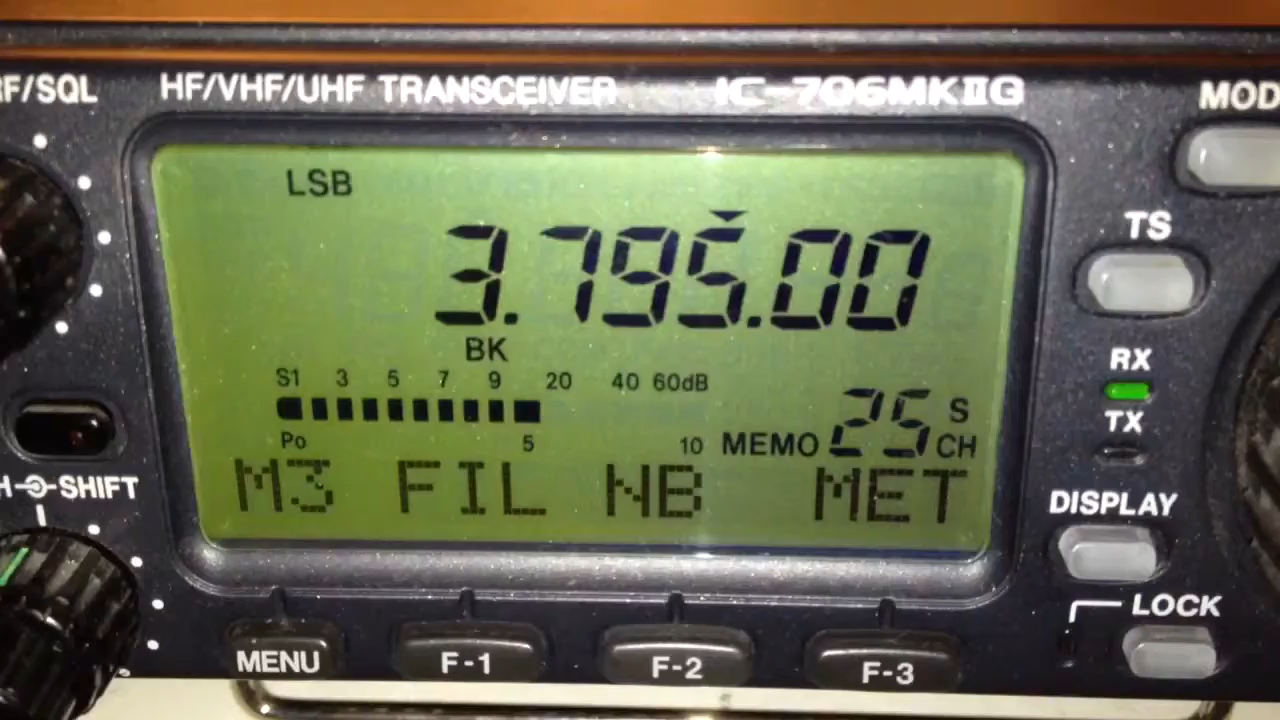 RF/SQL HF/VHF/UHF TRANSCEIVER IC-706MKIIG MOD
LSB
TS
3.795.00
BK
RX
S1 3 5 7 9 20 40 60dB
25 S
TX
Po 5 10 MEMO CH
M3 FIL NB MET
H SHIFT
DISPLAY
LOCK
MENU F-1 F-2 F-3